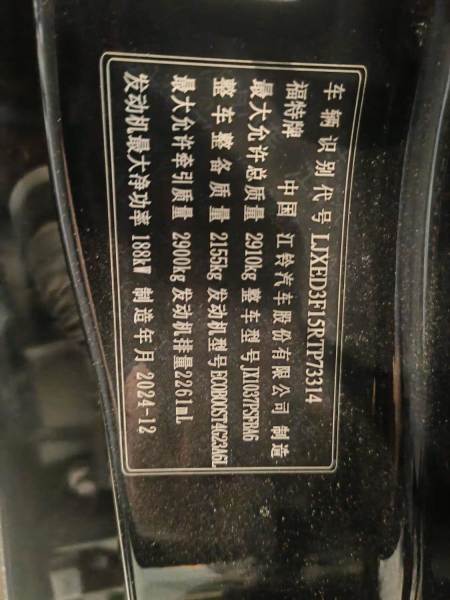 车辆识别代号 LJXED3F15RTP73314
福特牌 中国 江铃汽车股份有限公司 制造
最大允许总质量 2910kg 整车型号 JX1037PSFBA6
整车整备质量 2155kg 发动机型号 ECOBOOST4G23A6L
最大允许牵引质量 2900kg 发动机排量 2261mL
发动机最大净功率 188kW 制造年月 2024-12